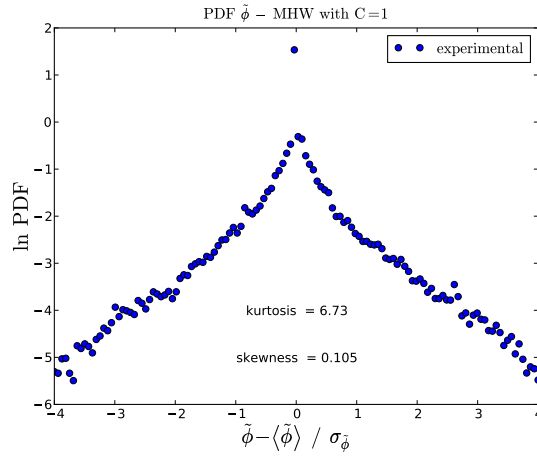 PDF ϕ̃ − MHW with C=1
experimental
ln PDF
2
1
0
−1
−2
−3
−4
−5
−6
kurtosis = 6.73
skewness = 0.105
−4 −3 −2 −1 0 1 2 3 4
ϕ̃−⟨ϕ̃⟩ / σ_ϕ̃